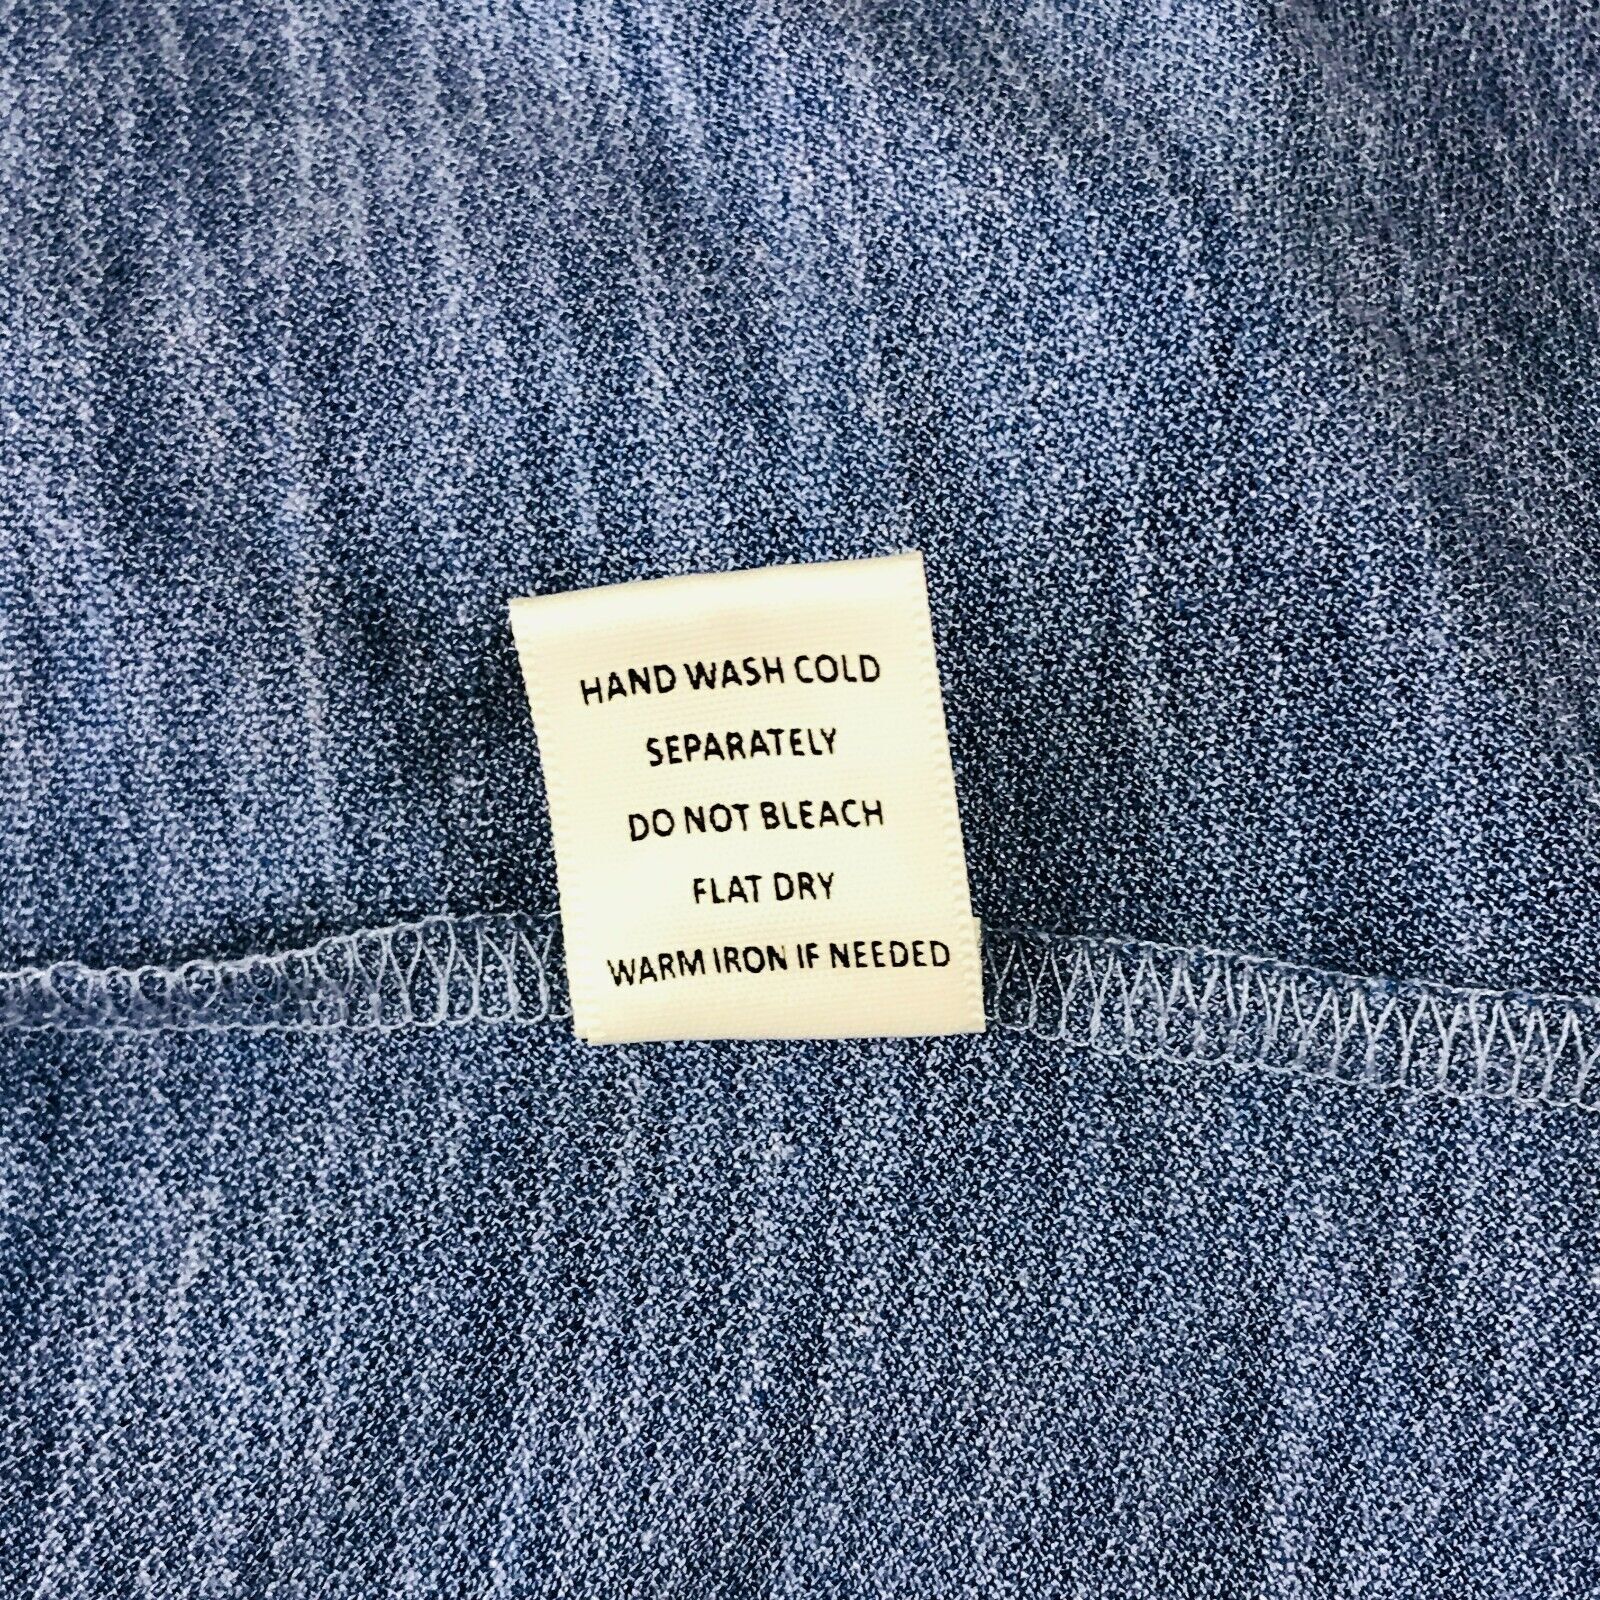 HAND WASH COLD
SEPARATELY
DO NOT BLEACH
FLAT DRY
WARM IRON IF NEEDED